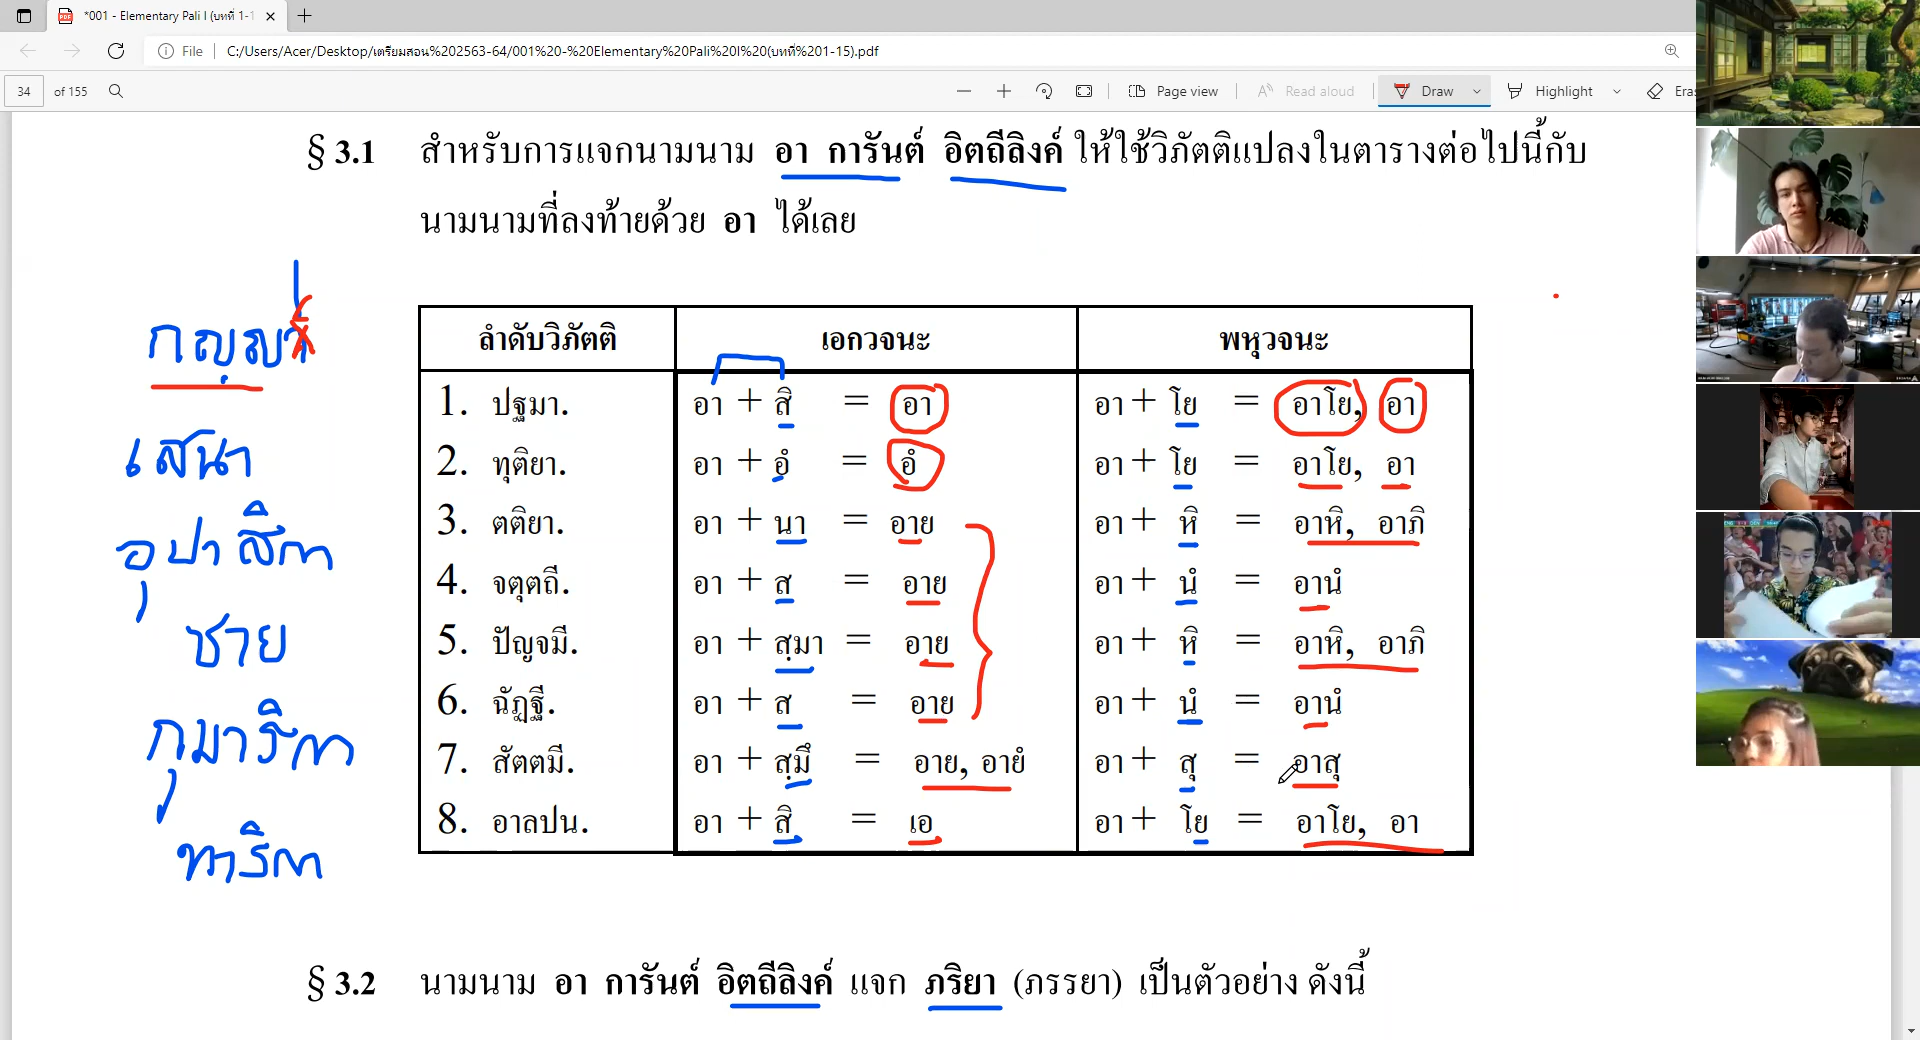 *001 - Elementary Pali I (บทที่ 1-1
File C:/Users/Acer/Desktop/เตรียมสอน%202563-64/001%20-%20Elementary%20Pali%20I%20(บทที่%201-15).pdf
34 of 155 Page view Read aloud Draw Highlight Eras
§ 3.1 สำหรับการแจกนามนาม อา การันต์ อิตถีลิงค์ ให้ใช้วิภัตติแปลงในตารางต่อไปนี้กับ
นามนามที่ลงท้ายด้วย อา ได้เลย
กญฺญา
เสนา
อุปาสิกา
ชาย
กุมาริกา
ทาริกา
ลำดับวิภัตติ เอกวจนะ พหุวจนะ
1. ปฐมา. อา + สิ = อา อา + โย = อาโย, อา
2. ทุติยา. อา + อํ = อํ อา + โย = อาโย, อา
3. ตติยา. อา + นา = อาย อา + หิ = อาหิ, อาภิ
4. จตุตถี. อา + ส = อาย อา + นํ = อานํ
5. ปัญจมี. อา + สฺมา = อาย อา + หิ = อาหิ, อาภิ
6. ฉัฏฐี. อา + ส = อาย อา + นํ = อานํ
7. สัตตมี. อา + สฺมึ = อาย, อายํ อา + สุ = อาสุ
8. อาลปน. อา + สิ = เอ อา + โย = อาโย, อา
§ 3.2 นามนาม อา การันต์ อิตถีลิงค์ แจก ภริยา (ภรรยา) เป็นตัวอย่าง ดังนี้